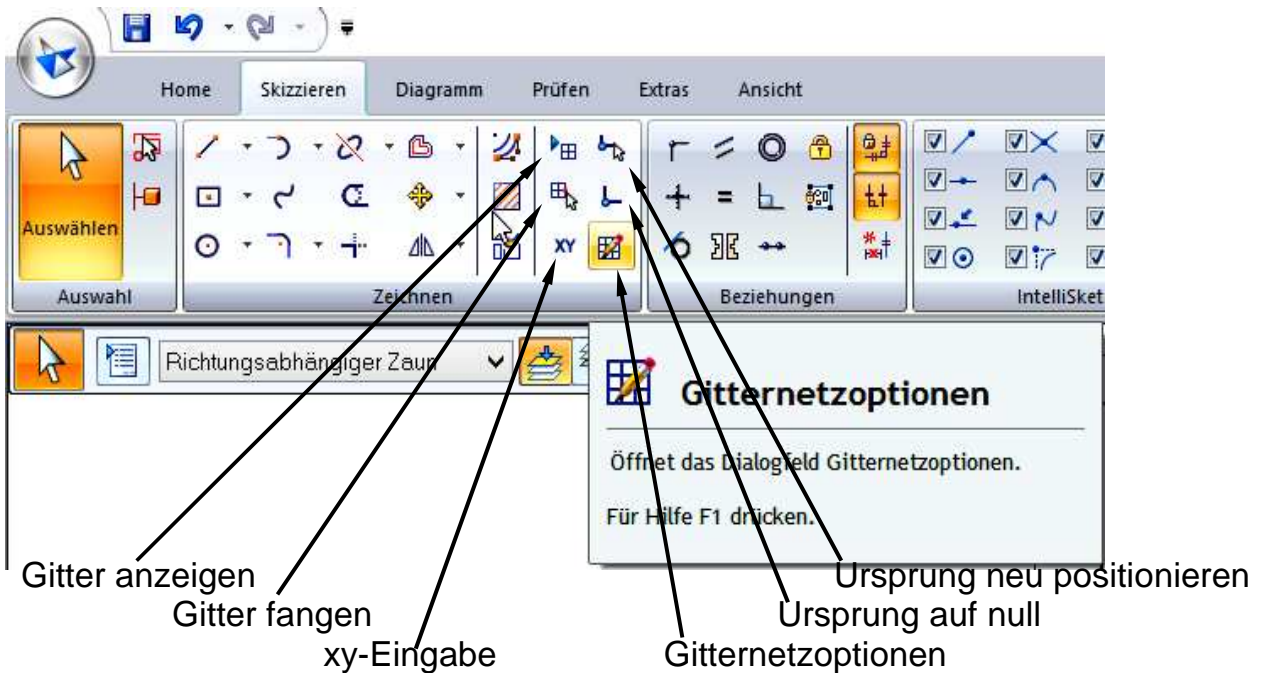 Home Skizzieren Diagramm Prüfen Extras Ansicht
Auswählen
XY
Auswahl Zeichnen Beziehungen IntelliSket
Richtungsabhängiger Zaun
Gitternetzoptionen
Öffnet das Dialogfeld Gitternetzoptionen.
Für Hilfe F1 drücken.
Gitter anzeigen
Ursprung neu positionieren
Gitter fangen
Ursprung auf null
xy-Eingabe
Gitternetzoptionen